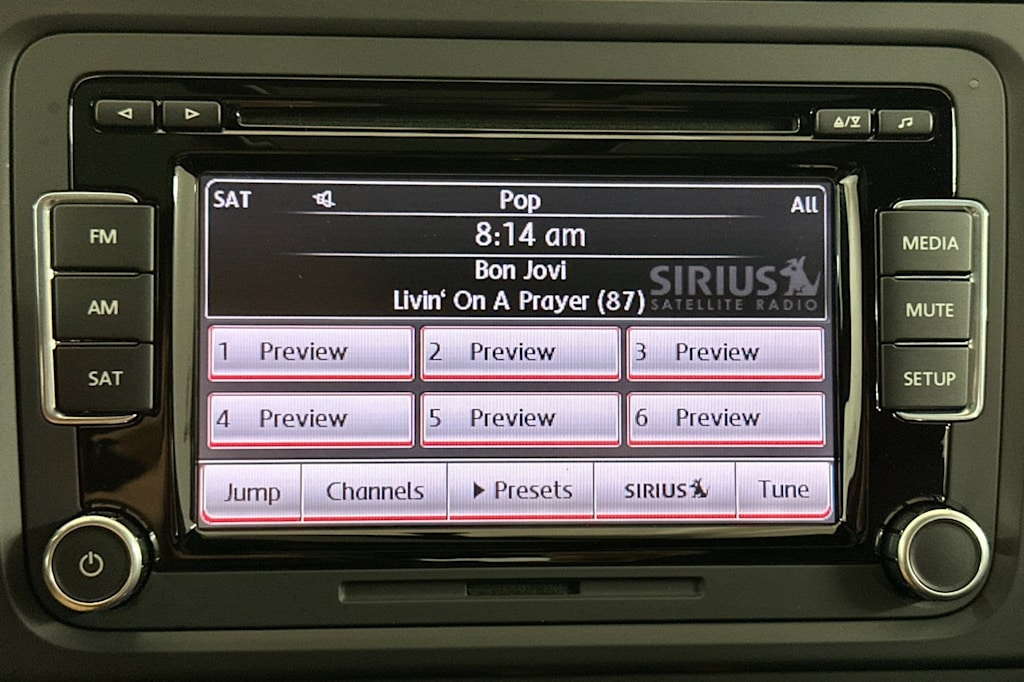 FM
AM
SAT
SAT Pop All
8:14 am
Bon Jovi
Livin‘ On A Prayer (87)
SIRIUS
SATELLITE RADIO
1 Preview 2 Preview 3 Preview
4 Preview 5 Preview 6 Preview
Jump Channels Presets SIRIUS Tune
MEDIA
MUTE
SETUP